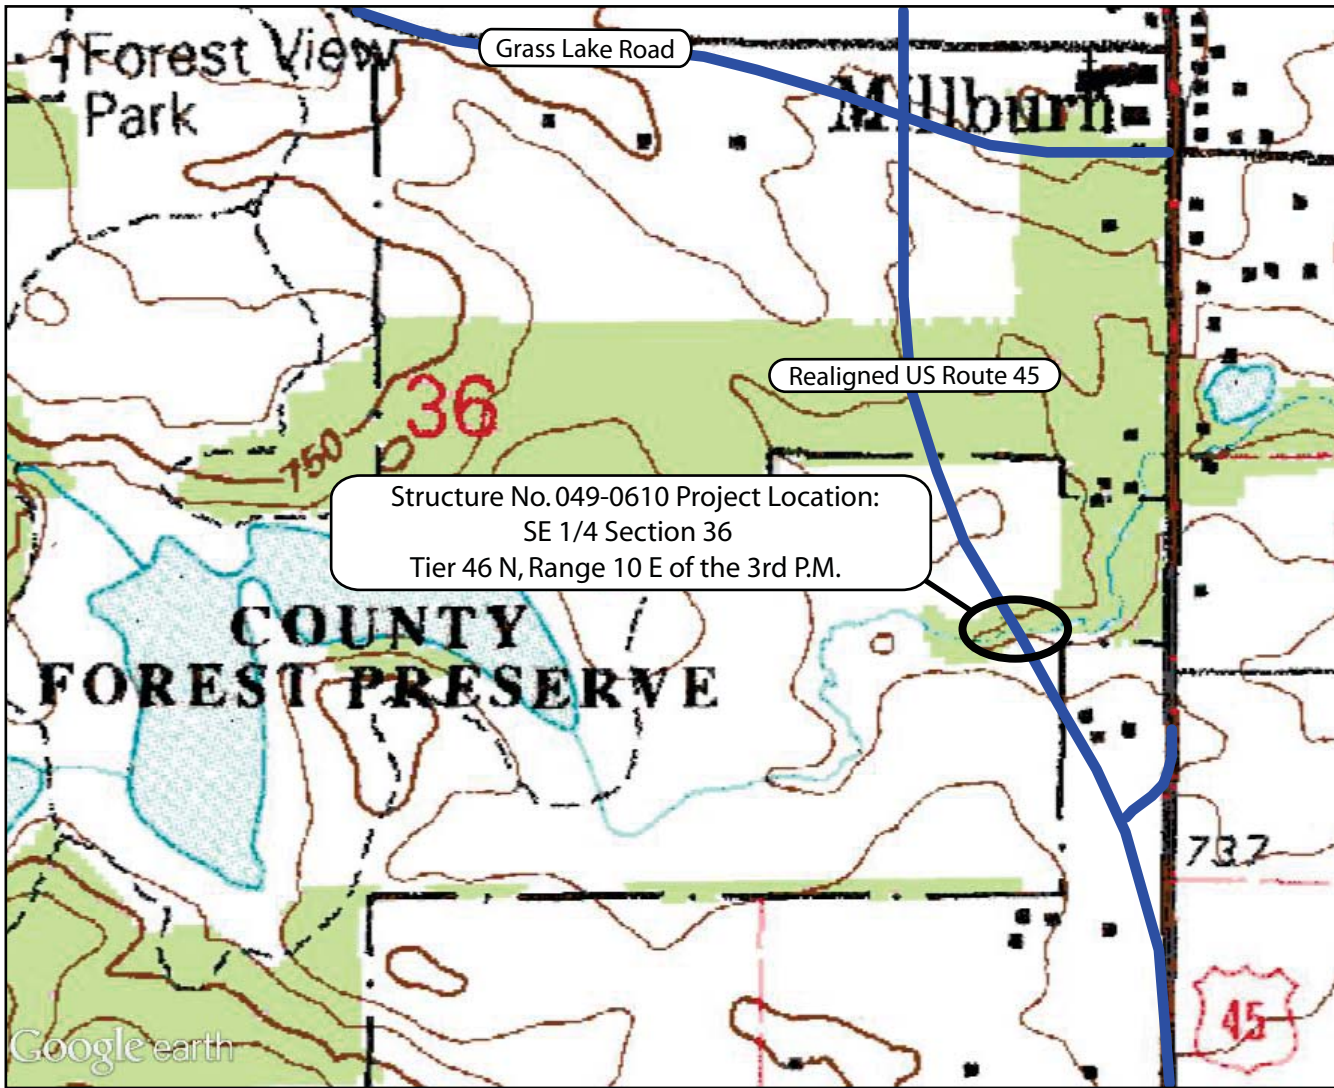 Forest View
Park
Grass Lake Road
Millburn
Realigned US Route 45
36
750
Structure No. 049-0610 Project Location:
SE 1/4 Section 36
Tier 46 N, Range 10 E of the 3rd P.M.
COUNTY
FOREST PRESERVE
737
45
Google earth